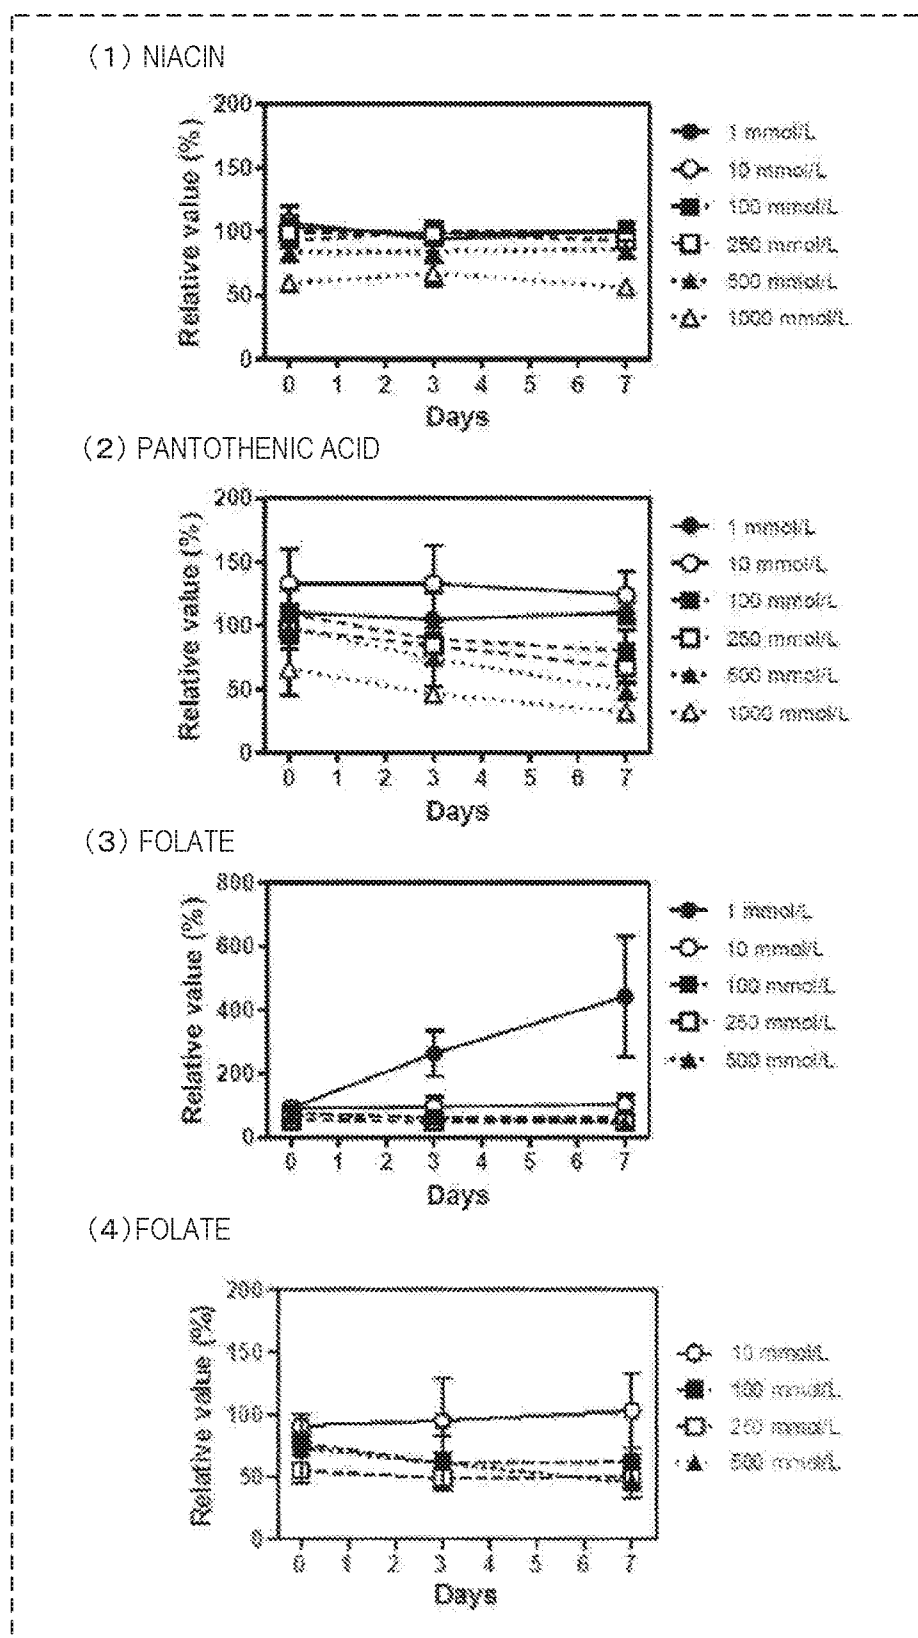 (1) NIACIN
Relative value (%)
200
150
100
50
0
0 1 2 3 4 5 6 7
Days
1 mmol/L
10 mmol/L
100 mmol/L
250 mmol/L
500 mmol/L
1000 mmol/L
(2) PANTOTHENIC ACID
Relative value (%)
200
150
100
50
0
0 1 2 3 4 5 6 7
Days
1 mmol/L
10 mmol/L
100 mmol/L
250 mmol/L
500 mmol/L
1000 mmol/L
(3) FOLATE
Relative value (%)
800
600
400
200
0
0 1 2 3 4 5 6 7
Days
1 mmol/L
10 mmol/L
100 mmol/L
250 mmol/L
500 mmol/L
(4) FOLATE
Relative value (%)
200
150
100
50
0
0 1 2 3 4 5 6 7
Days
10 mmol/L
100 mmol/L
250 mmol/L
500 mmol/L